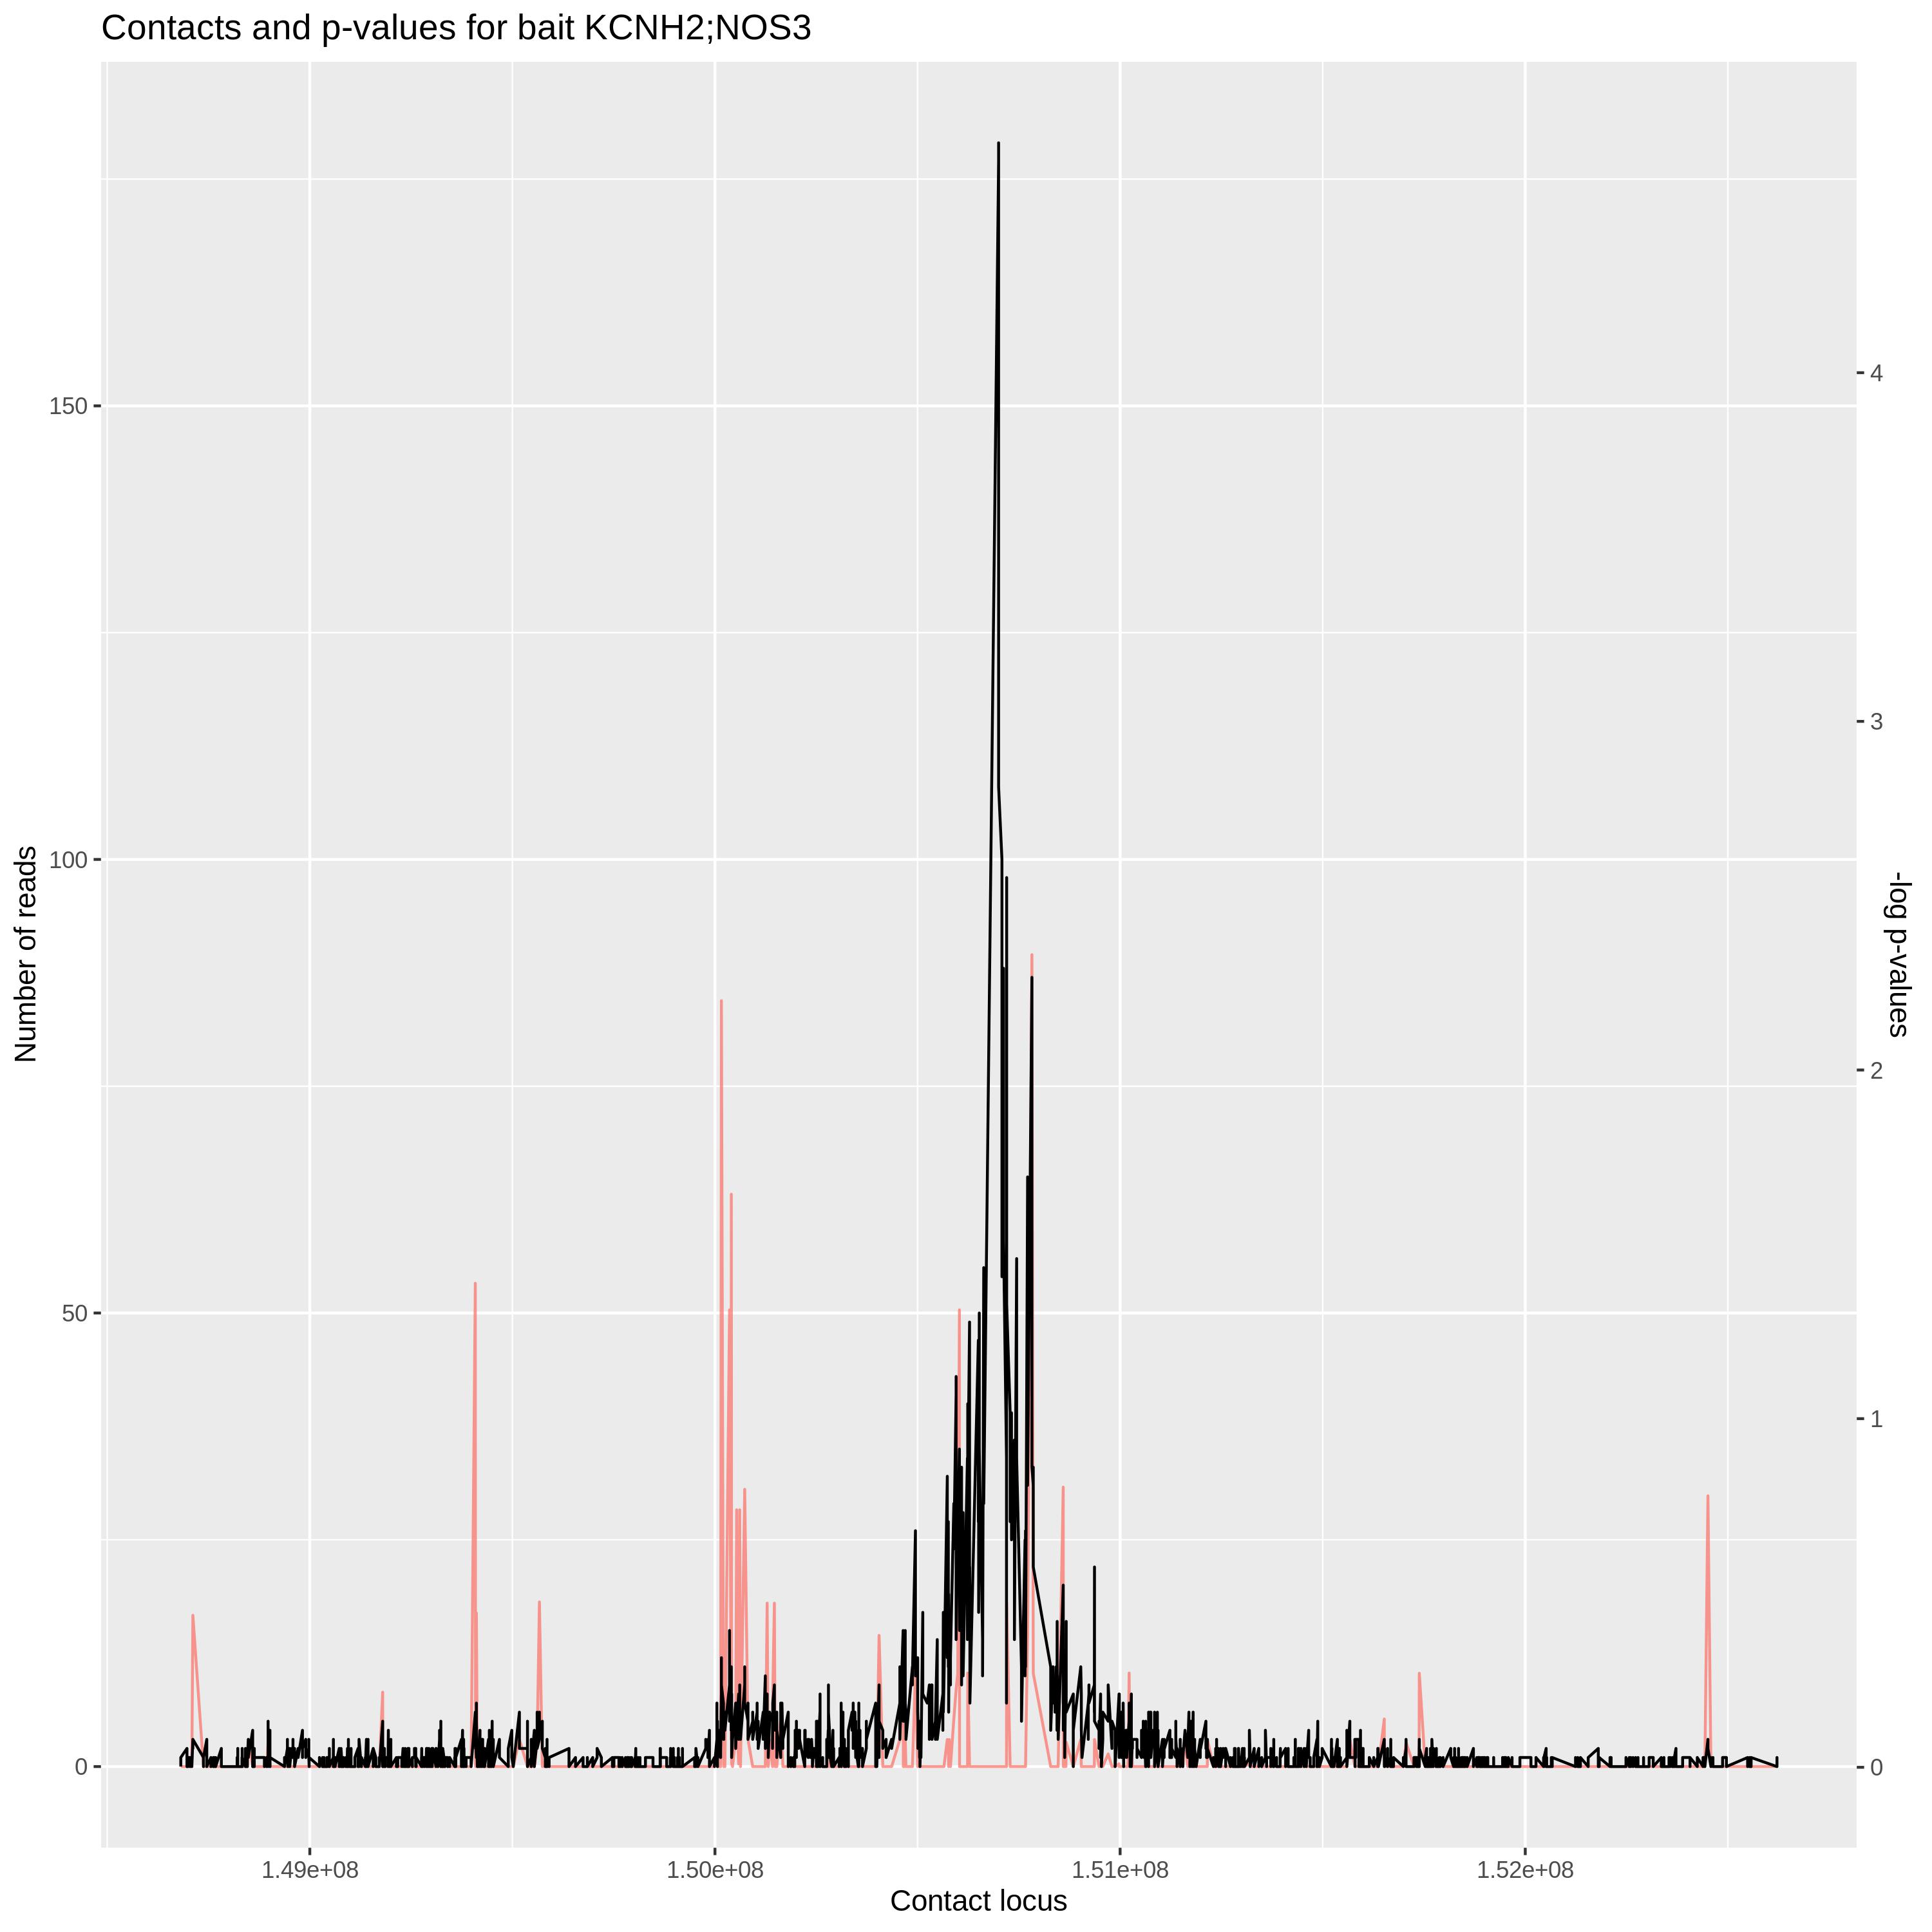 Contacts and p-values for bait KCNH2;NOS3
150
100
50
0
Number of reads
4
3
2
1
0
-log p-values
1.49e+08
1.50e+08
1.51e+08
1.52e+08
Contact locus